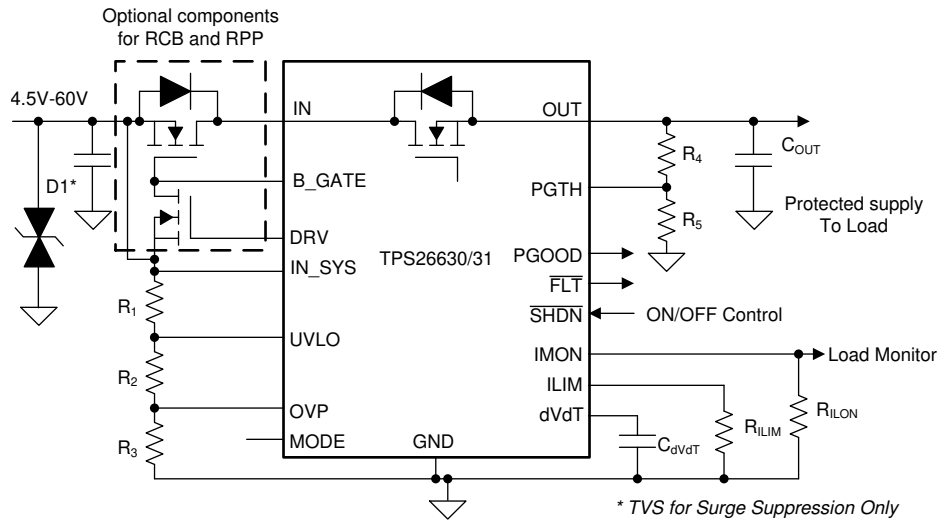 Optional components
for RCB and RPP
4.5V-60V
IN
OUT
D1*
B_GATE
DRV
IN_SYS
UVLO
OVP
MODE
GND
TPS26630/31
PGTH
PGOOD
FLT
SHDN
IMON
ILIM
dVdT
R1
R2
R3
R4
R5
COUT
Protected supply
To Load
ON/OFF Control
Load Monitor
RILIM
RILON
CdVdT
* TVS for Surge Suppression Only